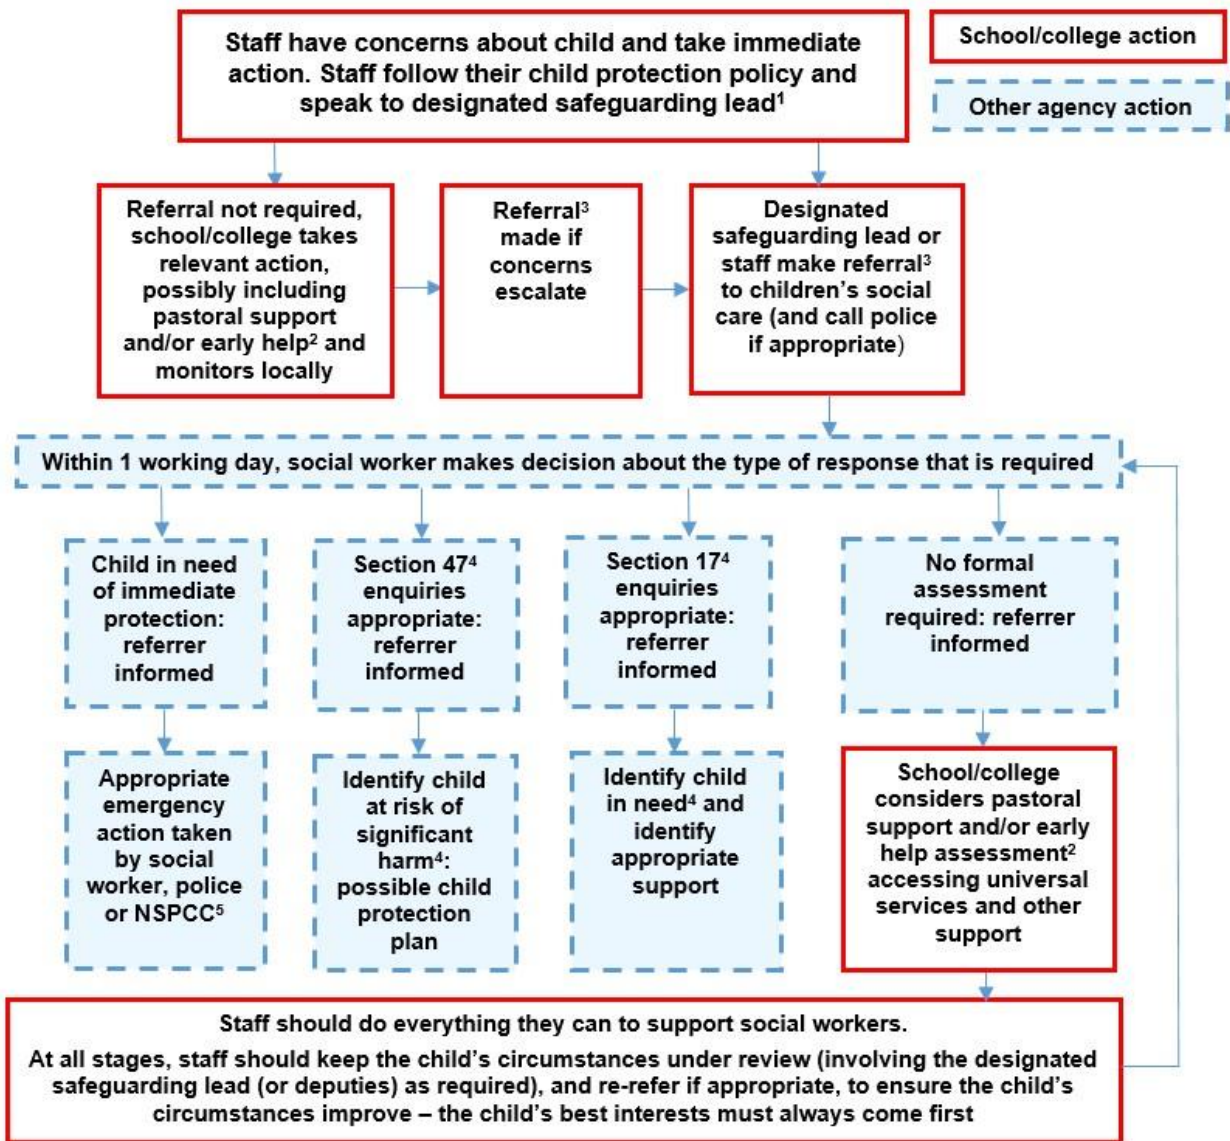 Staff have concerns about child and take immediate
action. Staff follow their child protection policy and
speak to designated safeguarding lead¹
School/college action
Other agency action
Referral not required,
school/college takes
relevant action,
possibly including
pastoral support
and/or early help² and
monitors locally
Referral³
made if
concerns
escalate
Designated
safeguarding lead or
staff make referral³
to children’s social
care (and call police
if appropriate)
Within 1 working day, social worker makes decision about the type of response that is required
Child in need
of immediate
protection:
referrer
informed
Section 47⁴
enquiries
appropriate:
referrer
informed
Section 17⁴
enquiries
appropriate:
referrer
informed
No formal
assessment
required: referrer
informed
Appropriate
emergency
action taken
by social
worker, police
or NSPCC⁵
Identify child
at risk of
significant
harm⁴:
possible child
protection
plan
Identify child
in need⁴ and
identify
appropriate
support
School/college
considers pastoral
support and/or early
help assessment²
accessing universal
services and other
support
Staff should do everything they can to support social workers.
At all stages, staff should keep the child’s circumstances under review (involving the designated
safeguarding lead (or deputies) as required), and re-refer if appropriate, to ensure the child’s
circumstances improve – the child’s best interests must always come first